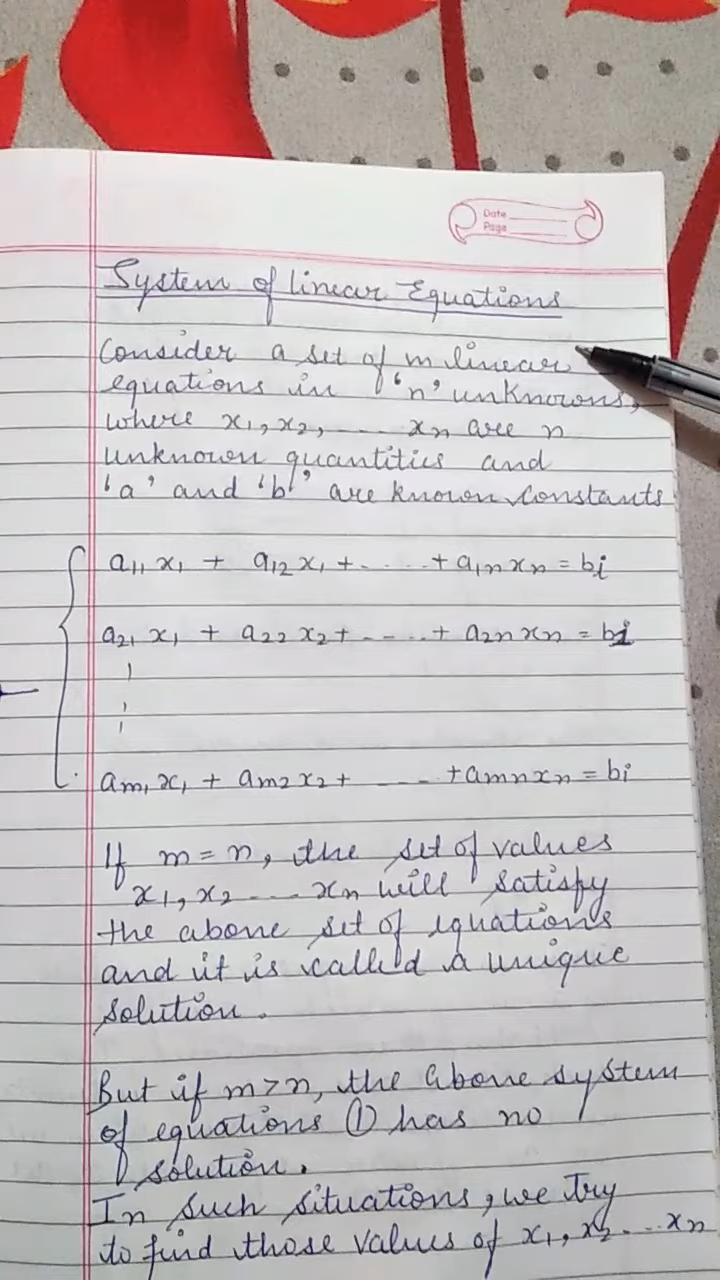 Date
Page
System of linear Equations
Consider a set of m linear
equations in 'n' unknowns,
where x₁, x₂, .... xn are n
unknown quantities and
'a' and 'b' are known constants
a₁₁ x₁ + a₁₂ x₁ + ..... + a₁n xn = bi
a₂₁ x₁ + a₂₂ x₂ + ..... + a₂n xn = bi
am₁ x₁ + am₂ x₂ + ..... + amn xn = bi
If m = n, the set of values
x₁, x₂ .... xn will satisfy
the above set of equations
and it is called a unique
solution.
But if m > n, the above system
of equations ① has no
solution.
In such situations, we try
to find those values of x₁, x₂ ... xn